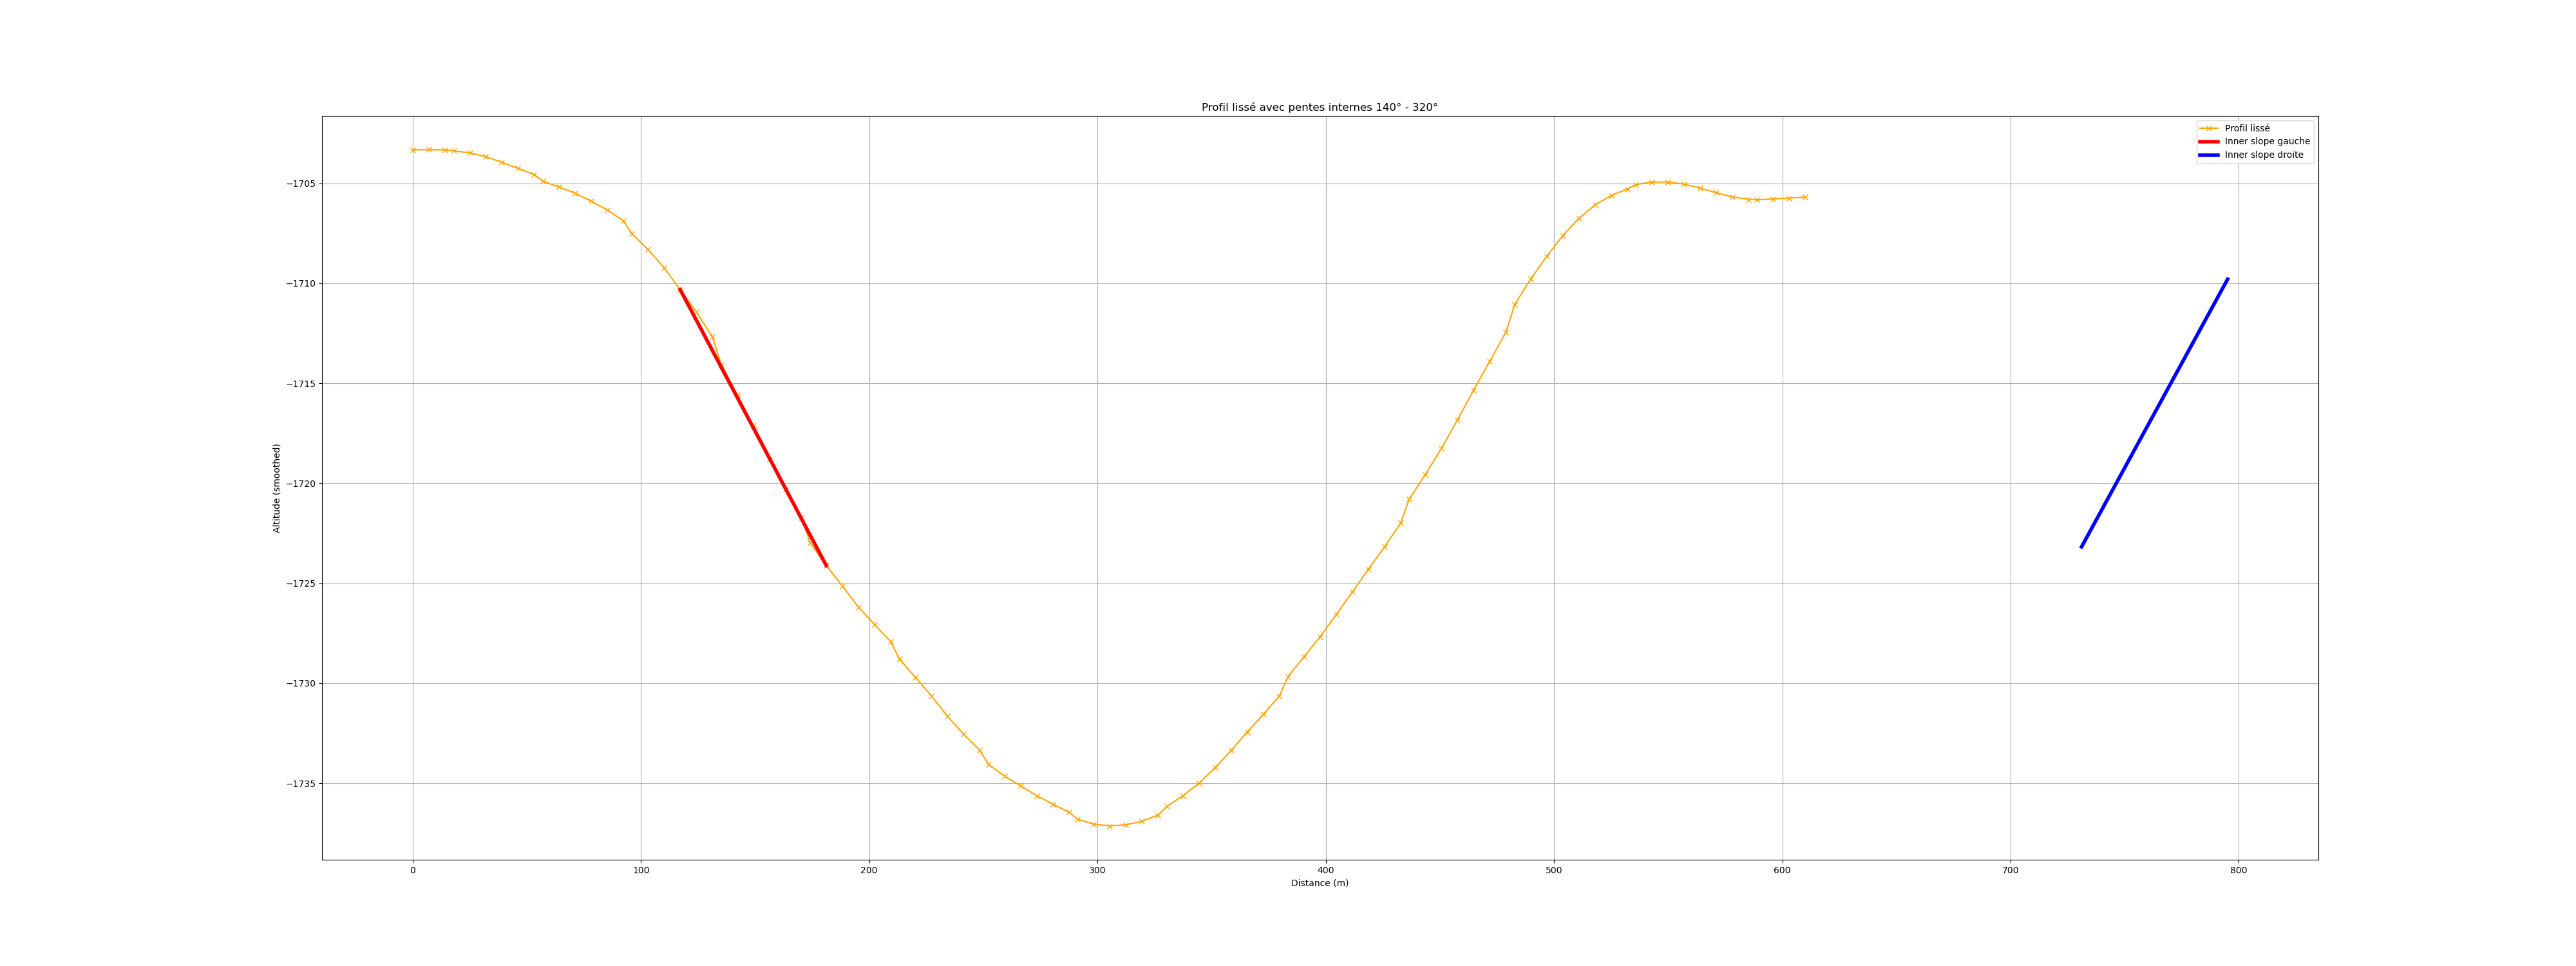 Profil lissé avec pentes internes 140° - 320°
Profil lissé
Inner slope gauche
Inner slope droite
Altitude (smoothed)
−1705
−1710
−1715
−1720
−1725
−1730
−1735
0 100 200 300 400 500 600 700 800
Distance (m)